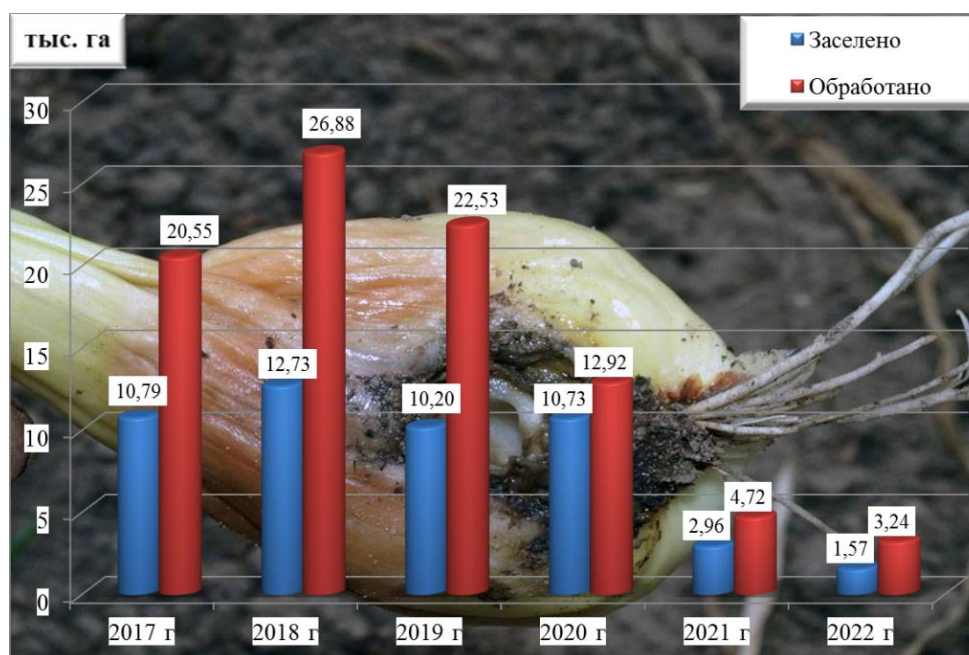 тыс. га
Заселено
Обработано
30
25
20
15
10
5
0
10,79
20,55
12,73
26,88
10,20
22,53
10,73
12,92
2,96
4,72
1,57
3,24
2017 г
2018 г
2019 г
2020 г
2021 г
2022 г